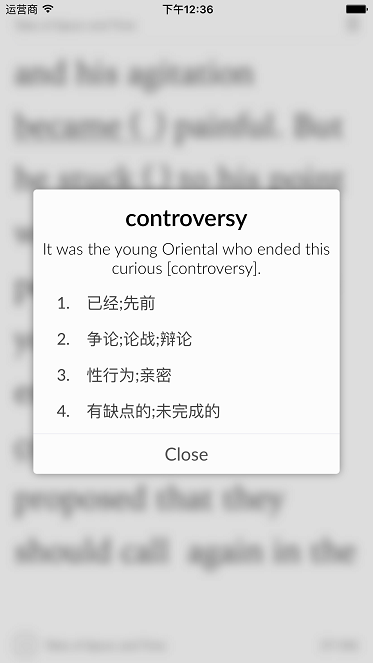 运营商 下午12:36
and his agitation
became ( ) painful. But
he stuck ( ) to his point
controversy
It was the young Oriental who ended this
curious [controversy].
1. 已经;先前
2. 争论;论战;辩论
3. 性行为;亲密
4. 有缺点的;未完成的
Close
proposed that they
should call again in the